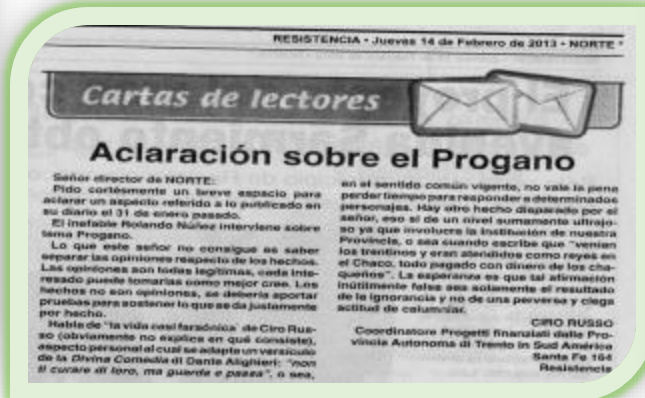 RESISTENCIA - Jueves 14 de Febrero de 2013 - NORTE
Cartas de lectores
Aclaración sobre el Progano
Señor director de NORTE:
Pido cortésmente un breve espacio para
aclarar un aspecto referido a lo publicado en
su diario el 31 de enero pasado.
El inefable Rolando Núñez interviene sobre
tema Progano.
Lo que este señor no consigue es saber
separar las opiniones respecto de los hechos.
Las opiniones son todas legítimas, cada inte-
resado puede tomarlas como mejor cree. Los
hechos no son opiniones, se debería aportar
pruebas para sostener lo que se da justamente
por hecho.
Habla de "la vida casi faraónica" de Ciro Rus-
so (obviamente no explica en qué consiste),
aspecto personal al cual se adapta un versículo
de la Divina Comedia di Dante Alighieri: "non
ti curare di loro, ma guarda e passa", o sea,
en el sentido común vigente, no vale la pena
perder tiempo para responder a determinados
personajes. Hay otro hecho disparado por el
señor, eso sí de un nivel sumamente ultrajo-
so ya que involucra la institución de nuestra
Provincia, o sea cuando escribe que "venían
los trentinos y eran atendidos como reyes en
el Chaco, todo pagado con dinero de los cha-
queños". La esperanza es que tal afirmación
inútilmente falsa sea solamente el resultado
de la ignorancia y no de una perversa y ciega
actitud de calumniar.
CIRO RUSSO
Coordinatore Progetti finanziati dalla Pro-
vincia Autonoma di Trento in Sud América
Santa Fe 164
Resistencia